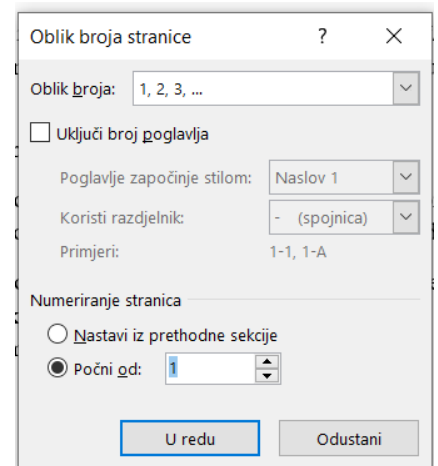 Oblik broja stranice ?
Oblik broja: 1, 2, 3, ...
Uključi broj poglavlja
Poglavlje započinje stilom: Naslov 1
Koristi razdjelnik: - (spojnica)
Primjeri: 1-1, 1-A
Numeriranje stranica
Nastavi iz prethodne sekcije
Počni od: 1
U redu Odustani